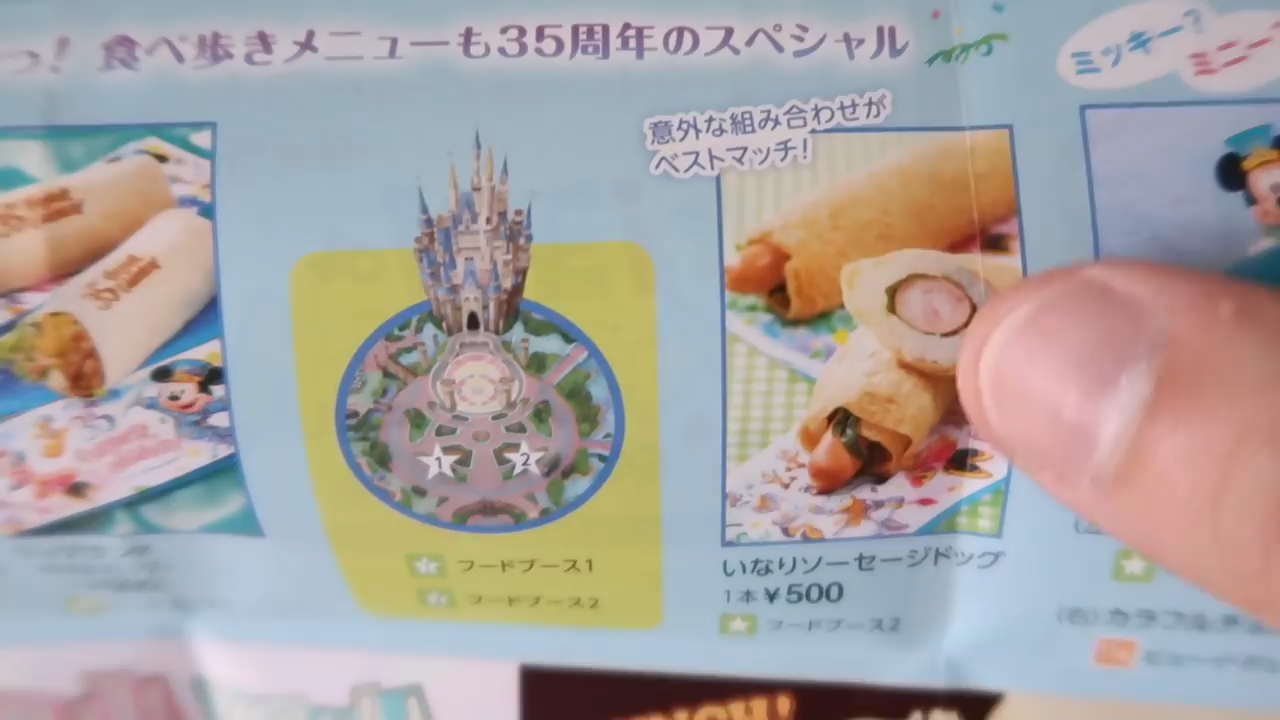 っ! 食べ歩きメニューも35周年のスペシャル
ミッキー?
ミニー?
意外な組み合わせが
ベストマッチ!
1
2
フードブース1
フードブース2
いなりソーセージドッグ
1本¥500
フードブース2